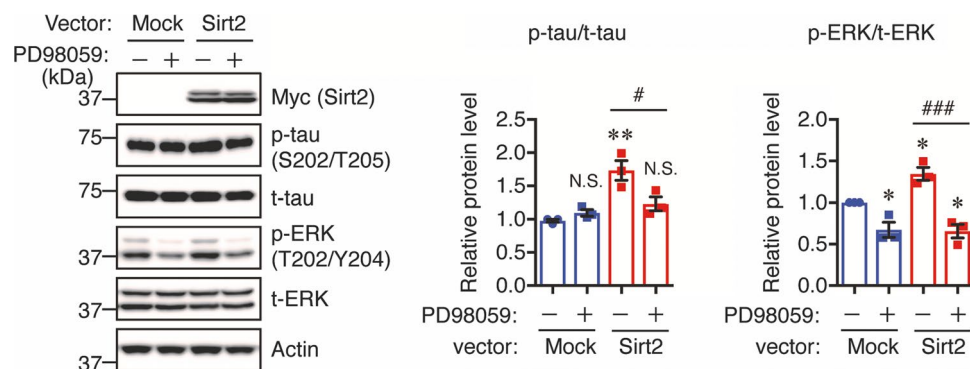 Vector: Mock Sirt2
PD98059: − + − +
(kDa)
37 Myc (Sirt2)
75 p-tau
(S202/T205)
75 t-tau
p-ERK
37 (T202/Y204)
37 t-ERK
37 Actin
p-tau/t-tau
Relative protein level
2.5
2.0
1.5
1.0
0.5
0.0
N.S.
**
#
N.S.
PD98059: − + − +
vector: Mock Sirt2
p-ERK/t-ERK
Relative protein level
2.0
1.5
1.0
0.5
0.0
*
*
###
*
− + − +
Mock Sirt2
PD98059:
vector: